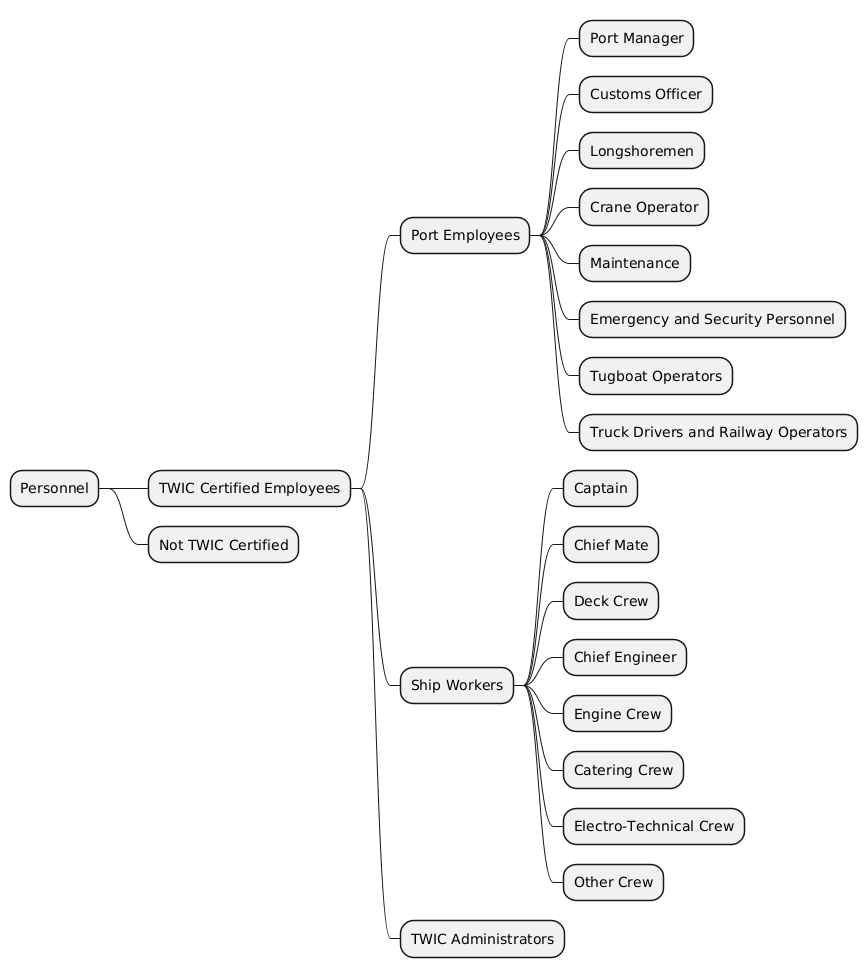 Personnel
TWIC Certified Employees
Port Employees
Port Manager
Customs Officer
Longshoremen
Crane Operator
Maintenance
Emergency and Security Personnel
Tugboat Operators
Truck Drivers and Railway Operators
Ship Workers
Captain
Chief Mate
Deck Crew
Chief Engineer
Engine Crew
Catering Crew
Electro-Technical Crew
Other Crew
TWIC Administrators
Not TWIC Certified